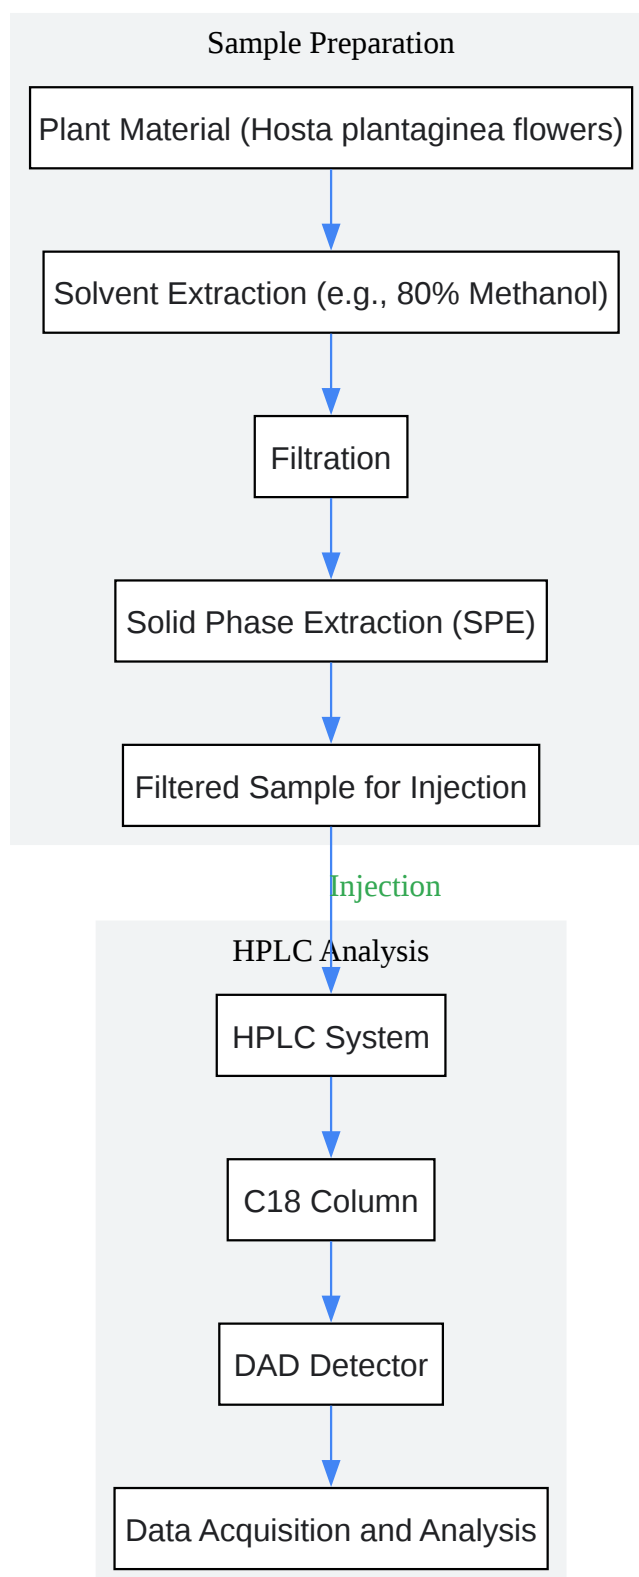 Sample Preparation
Plant Material (Hosta plantaginea flowers)
Solvent Extraction (e.g., 80% Methanol)
Filtration
Solid Phase Extraction (SPE)
Filtered Sample for Injection
Injection
HPLC Analysis
HPLC System
C18 Column
DAD Detector
Data Acquisition and Analysis